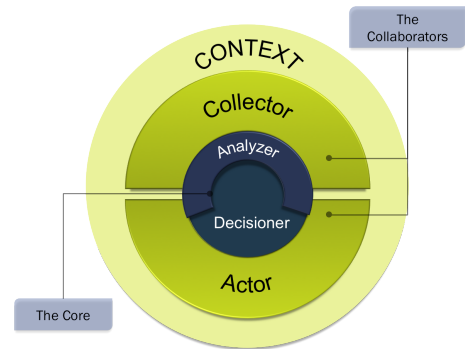 The
Collaborators
CONTEXT
Collector
Analyzer
Decisioner
Actor
The Core